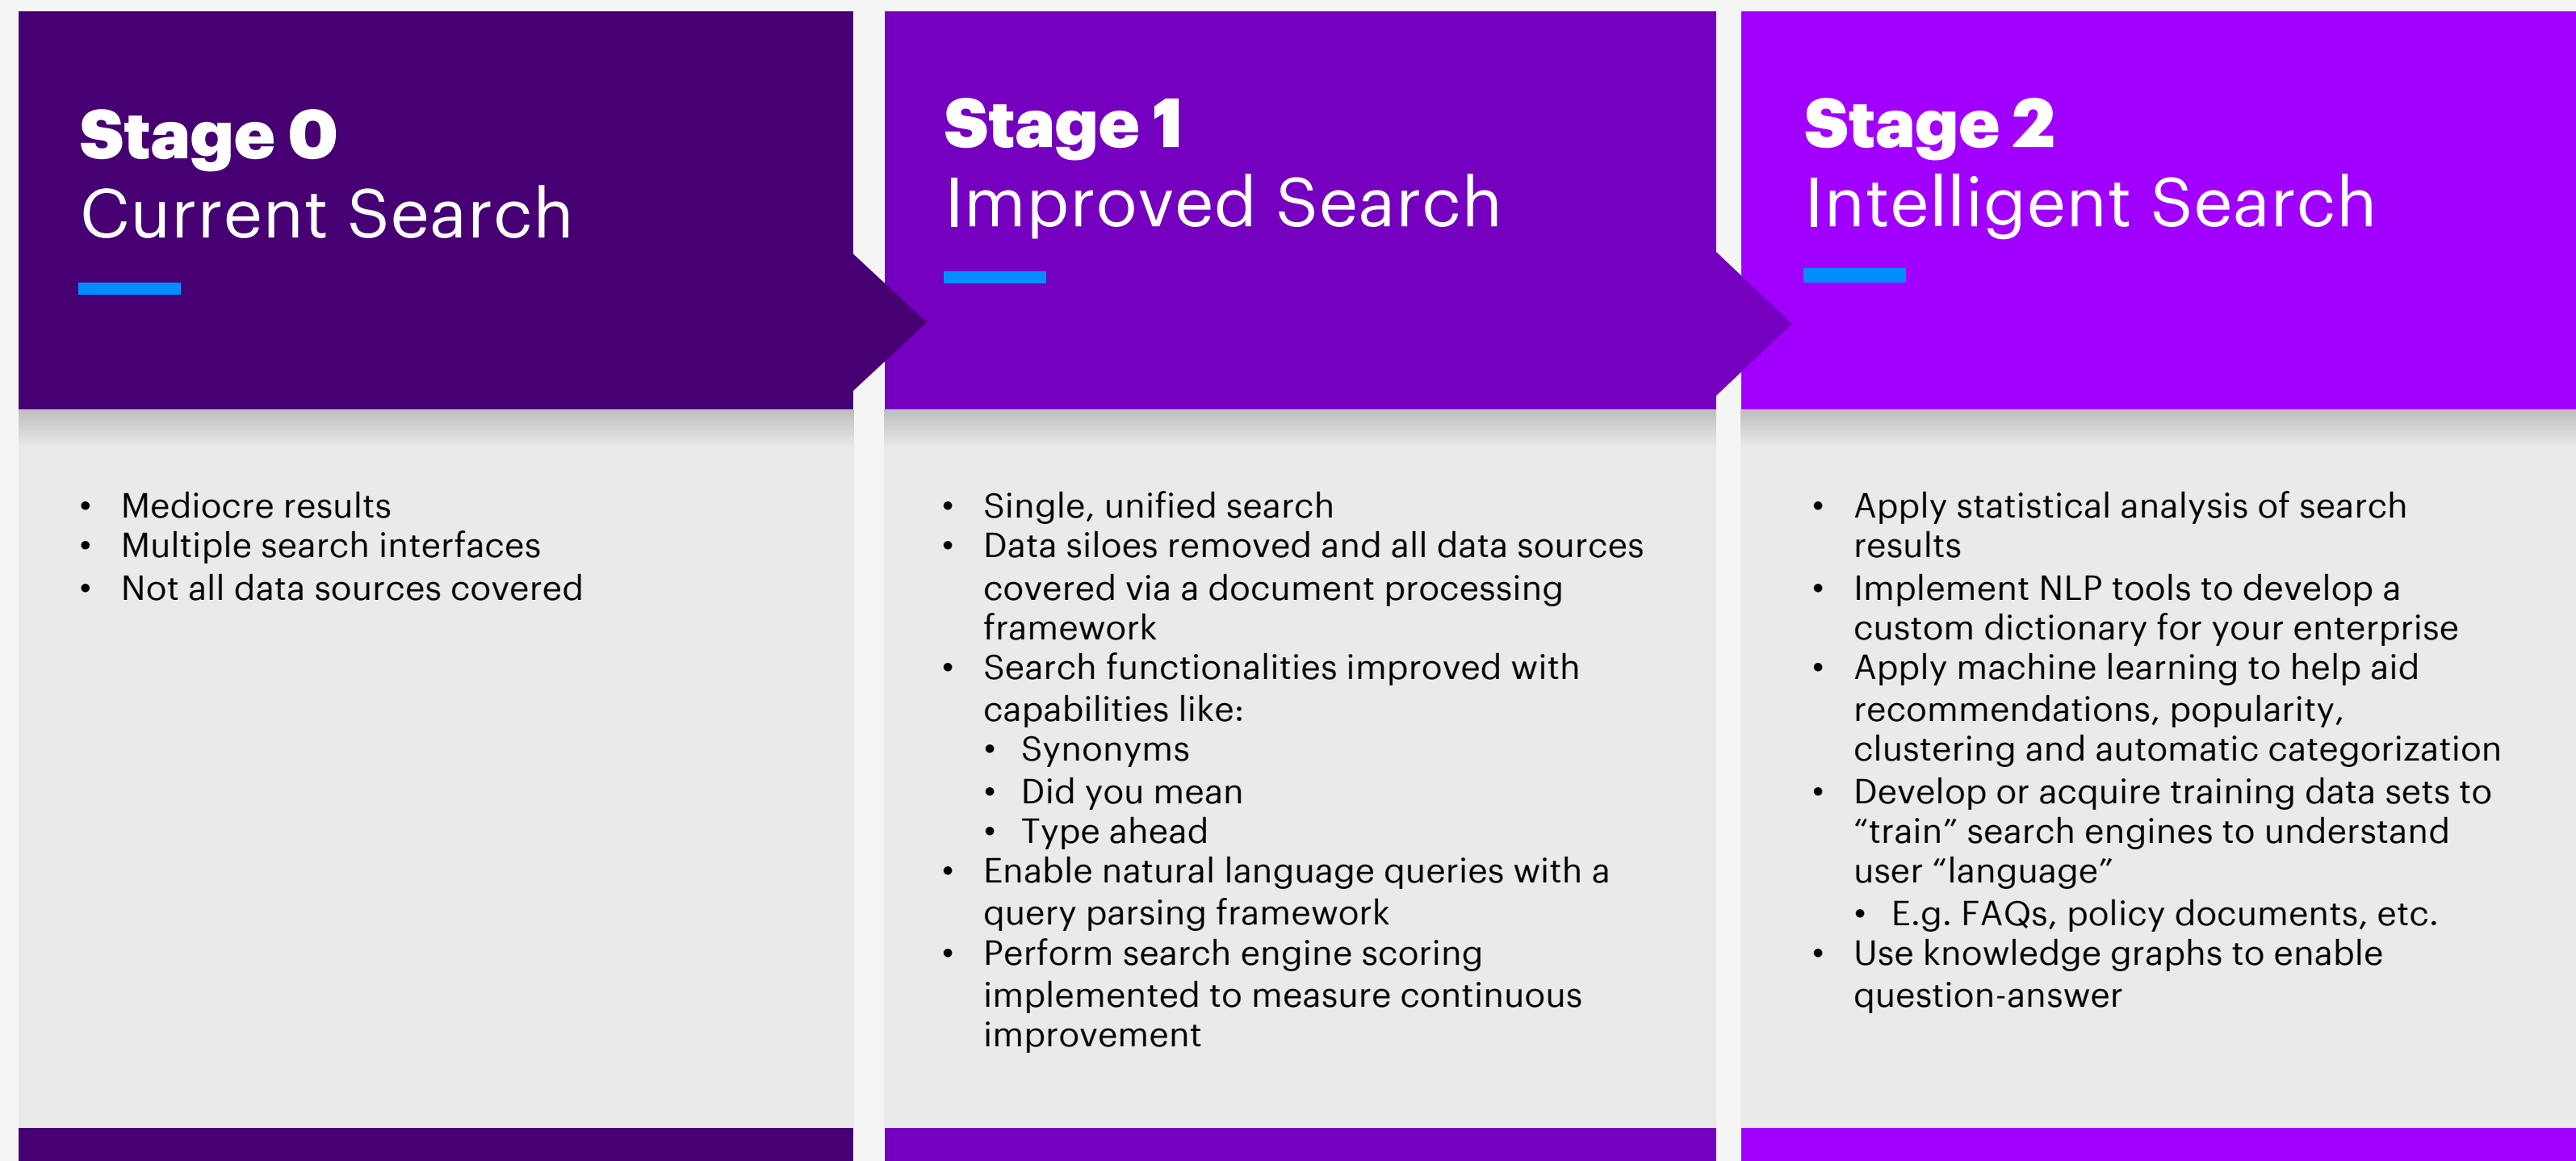 Stage 0
Current Search
• Mediocre results
• Multiple search interfaces
• Not all data sources covered
Stage 1
Improved Search
• Single, unified search
• Data siloes removed and all data sources
covered via a document processing
framework
• Search functionalities improved with
capabilities like:
• Synonyms
• Did you mean
• Type ahead
• Enable natural language queries with a
query parsing framework
• Perform search engine scoring
implemented to measure continuous
improvement
Stage 2
Intelligent Search
• Apply statistical analysis of search
results
• Implement NLP tools to develop a
custom dictionary for your enterprise
• Apply machine learning to help aid
recommendations, popularity,
clustering and automatic categorization
• Develop or acquire training data sets to
“train” search engines to understand
user “language”
• E.g. FAQs, policy documents, etc.
• Use knowledge graphs to enable
question-answer